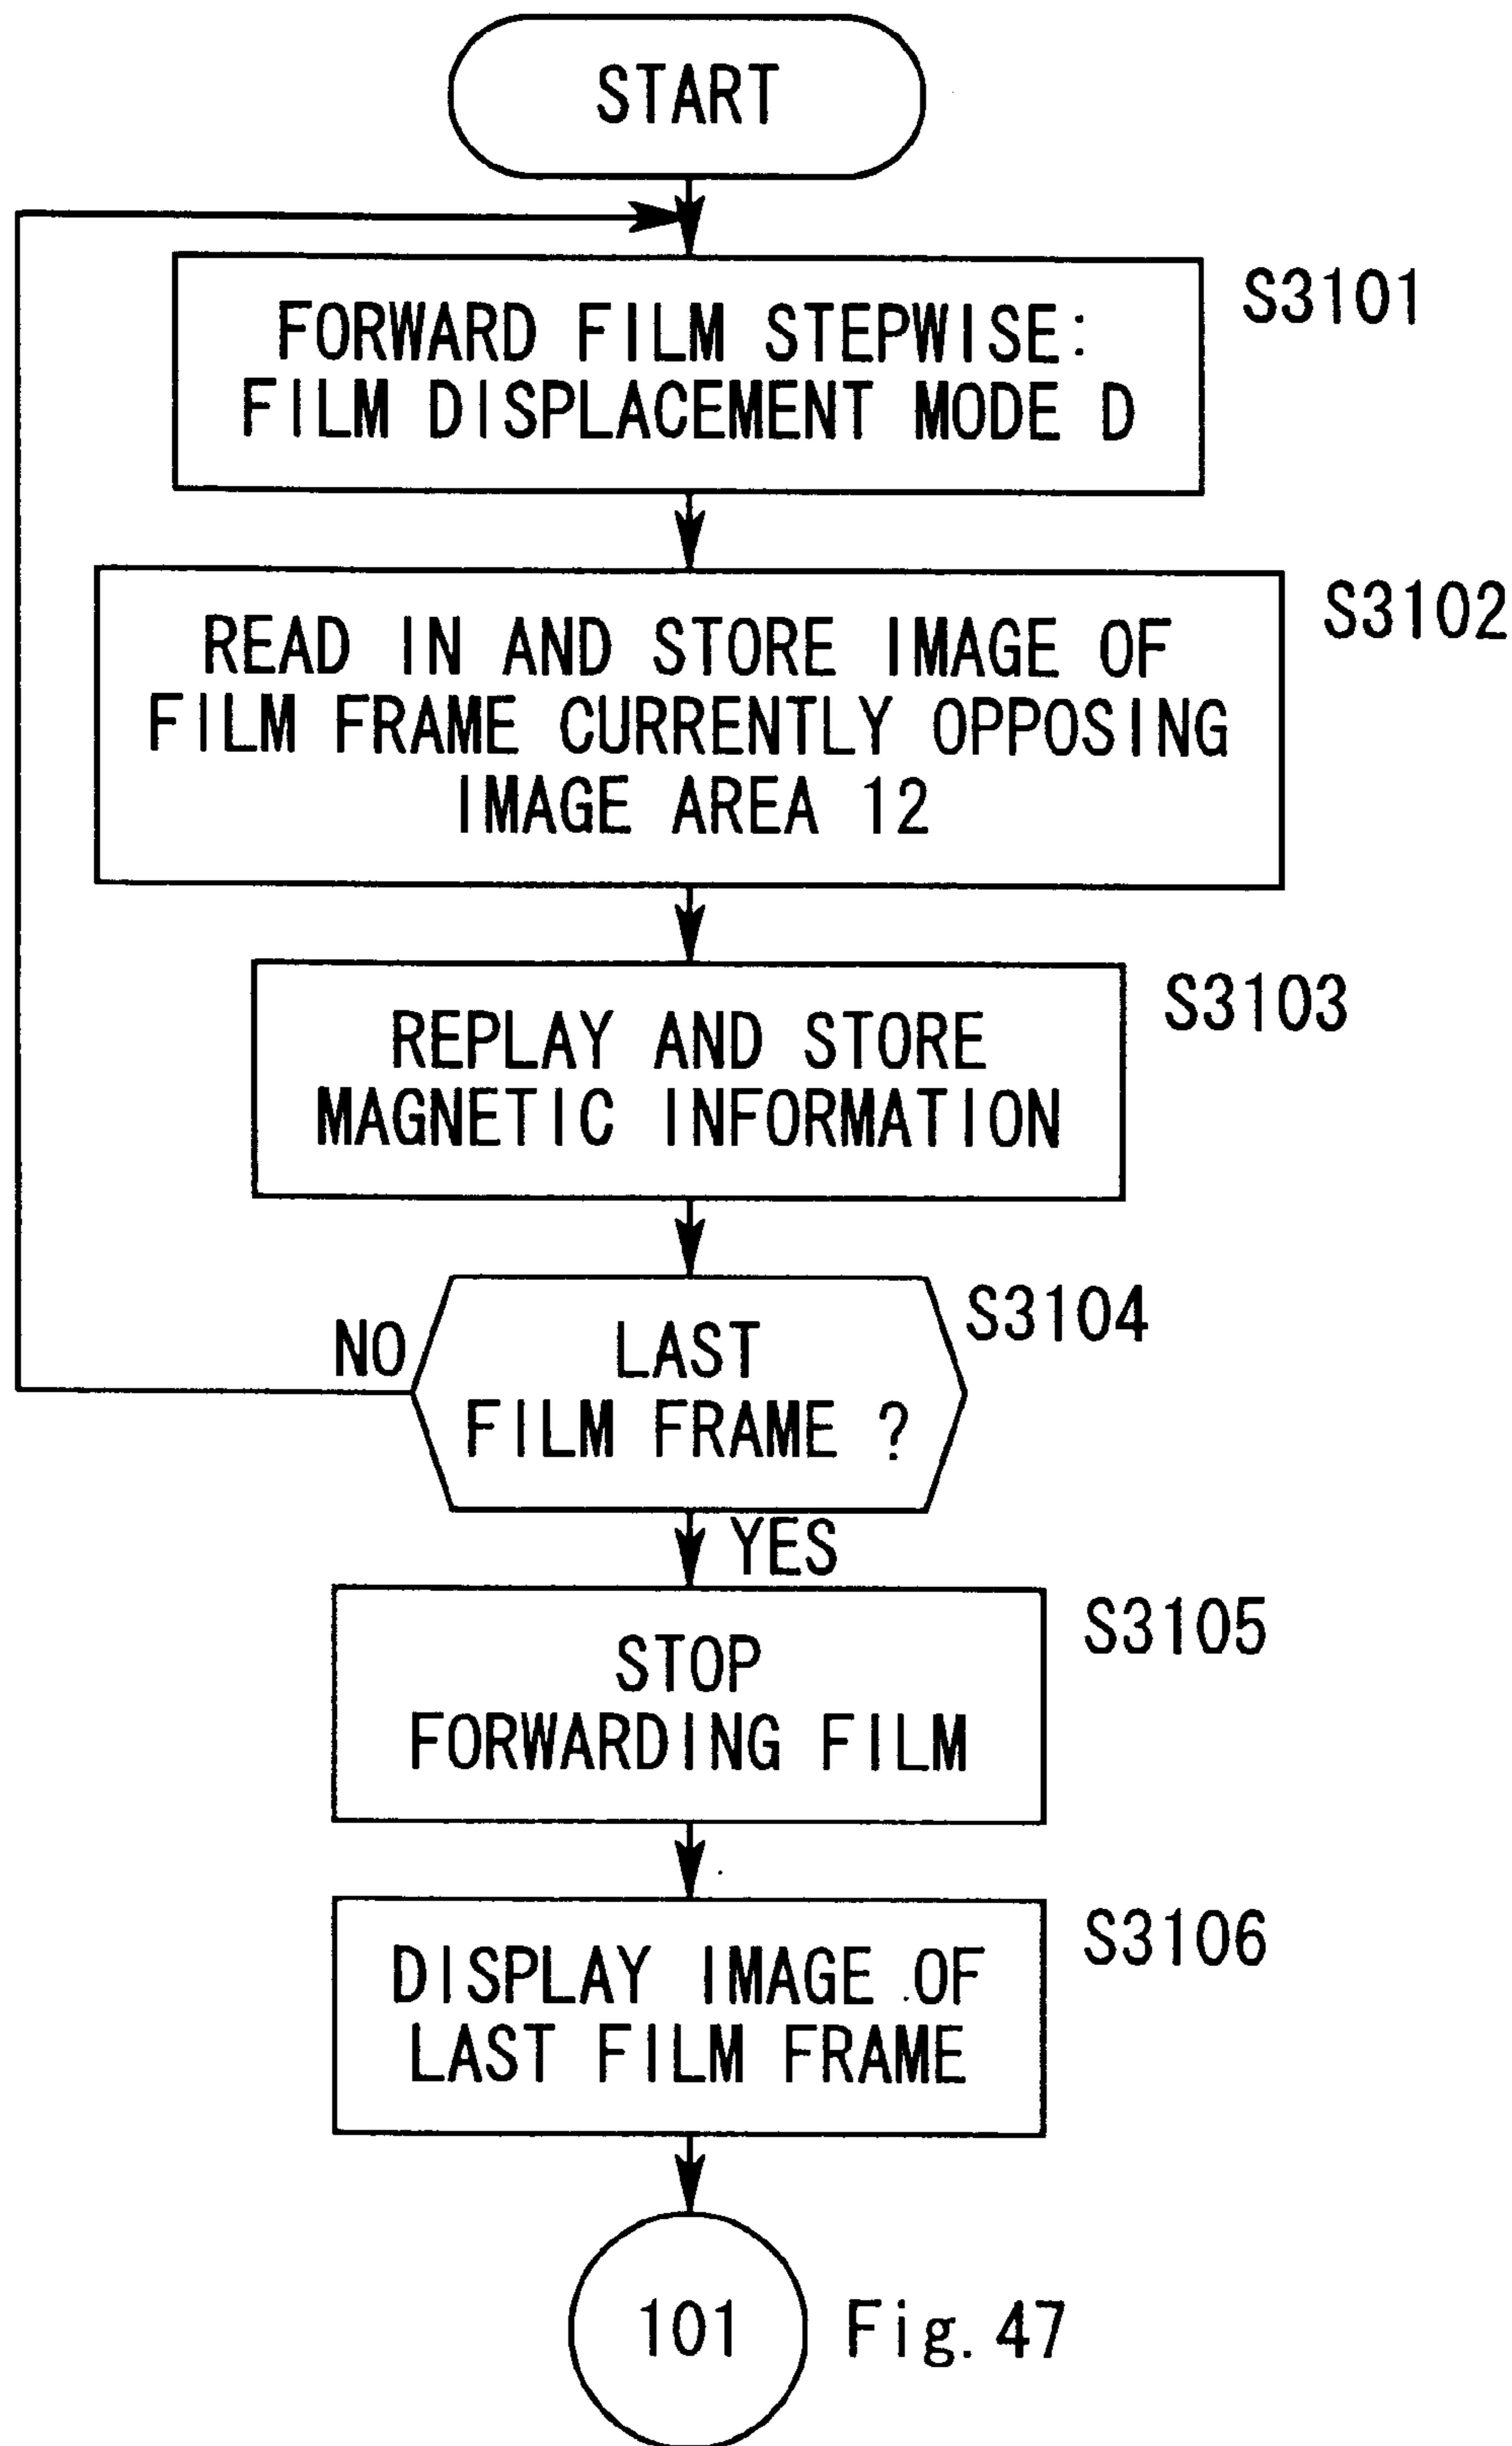 START
FORWARD FILM STEPWISE:
FILM DISPLACEMENT MODE D
S3101
READ IN AND STORE IMAGE OF
FILM FRAME CURRENTLY OPPOSING
IMAGE AREA 12
S3102
REPLAY AND STORE
MAGNETIC INFORMATION
S3103
LAST
FILM FRAME ?
S3104
NO
YES
STOP
FORWARDING FILM
S3105
DISPLAY IMAGE OF
LAST FILM FRAME
S3106
101
Fig. 47